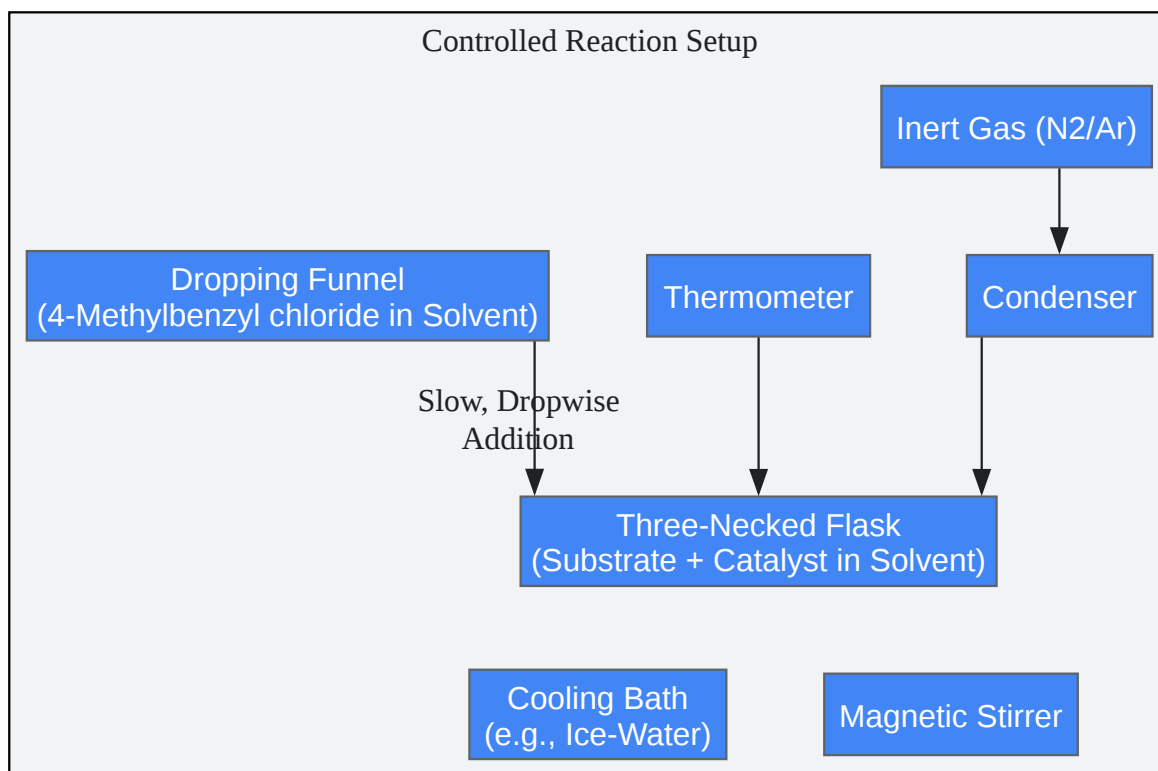 Controlled Reaction Setup
Inert Gas (N2/Ar)
Dropping Funnel
(4-Methylbenzyl chloride in Solvent)
Thermometer
Condenser
Slow, Dropwise
Addition
Three-Necked Flask
(Substrate + Catalyst in Solvent)
Cooling Bath
(e.g., Ice-Water)
Magnetic Stirrer